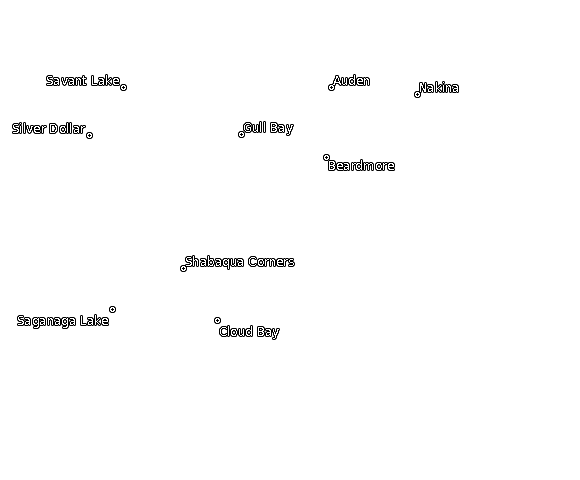 Savant Lake
Auden
Nakina
Silver Dollar
Gull Bay
Beardmore
Shabaqua Corners
Saganaga Lake
Cloud Bay